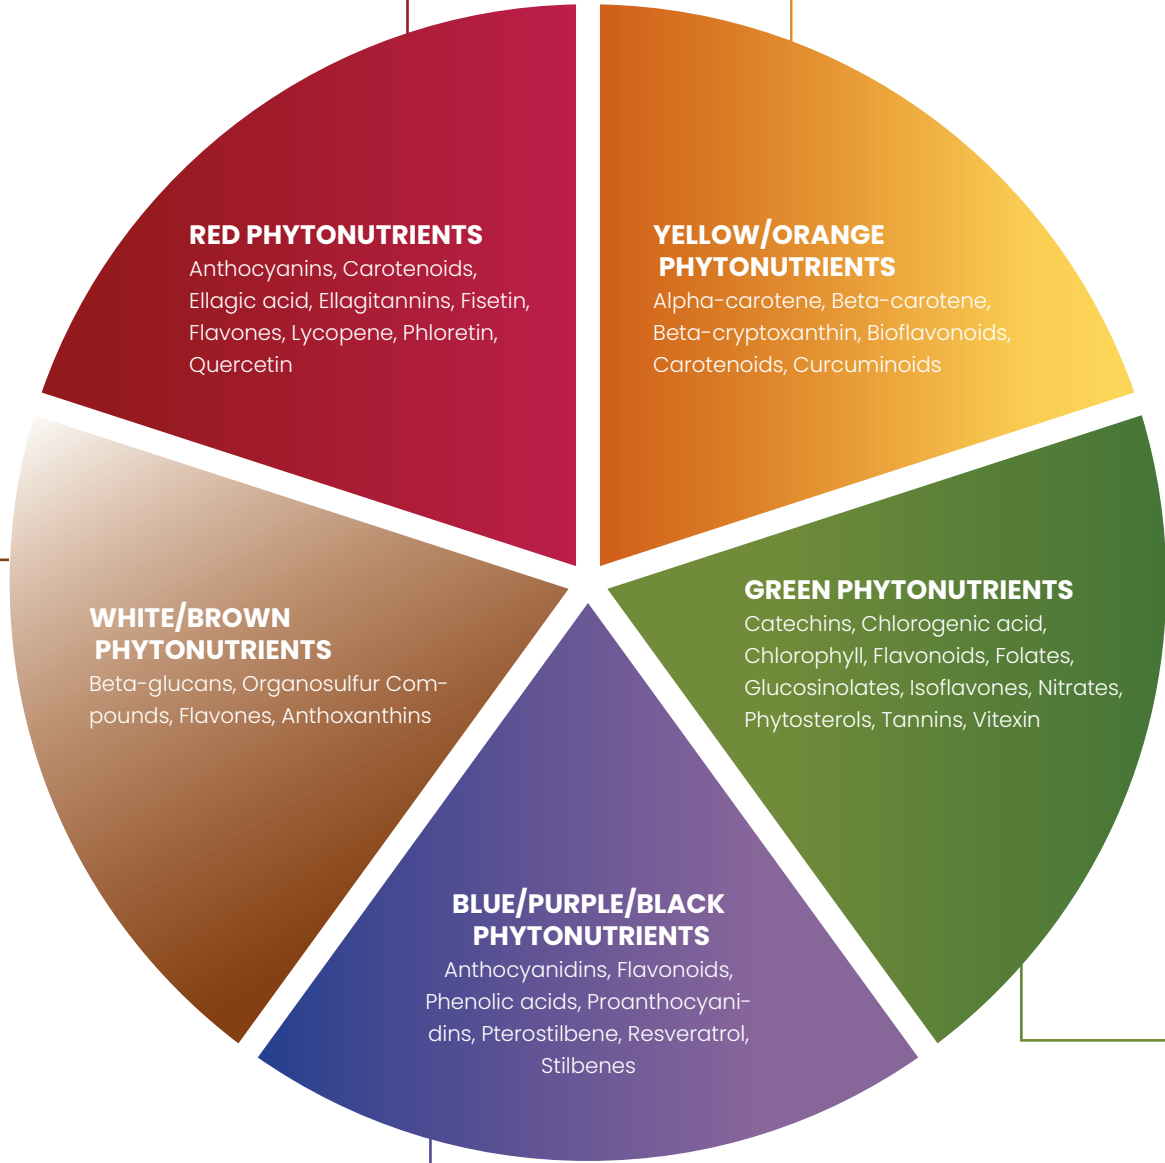 RED PHYTONUTRIENTS
Anthocyanins, Carotenoids,
Ellagic acid, Ellagitannins, Fisetin,
Flavones, Lycopene, Phloretin,
Quercetin
YELLOW/ORANGE
PHYTONUTRIENTS
Alpha-carotene, Beta-carotene,
Beta-cryptoxanthin, Bioflavonoids,
Carotenoids, Curcuminoids
GREEN PHYTONUTRIENTS
Catechins, Chlorogenic acid,
Chlorophyll, Flavonoids, Folates,
Glucosinolates, Isoflavones, Nitrates,
Phytosterols, Tannins, Vitexin
WHITE/BROWN
PHYTONUTRIENTS
Beta-glucans, Organosulfur Com-
pounds, Flavones, Anthoxanthins
BLUE/PURPLE/BLACK
PHYTONUTRIENTS
Anthocyanidins, Flavonoids,
Phenolic acids, Proanthocyani-
dins, Pterostilbene, Resveratrol,
Stilbenes